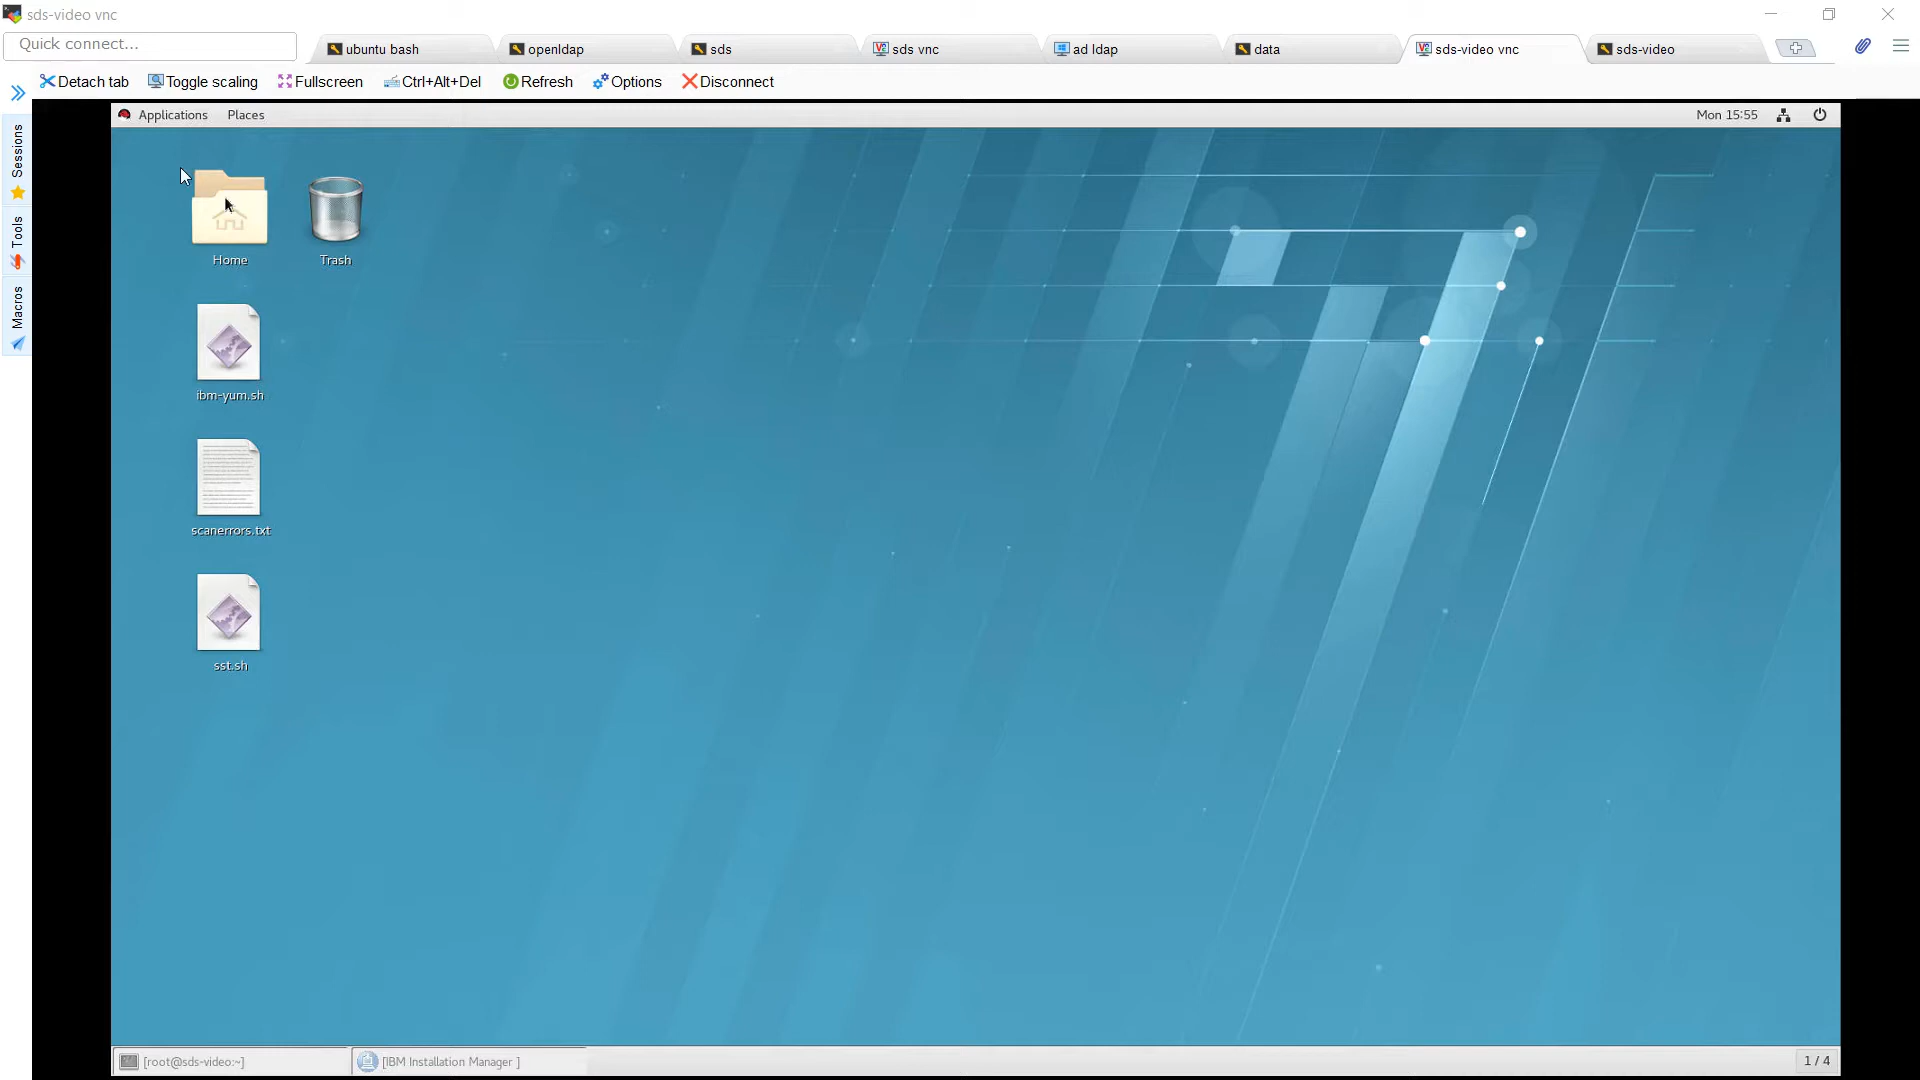 sds-video vnc
Quick connect...
ubuntu bash
openldap
sds
sds vnc
ad ldap
data
sds-video vnc
sds-video
Detach tab
Toggle scaling
Fullscreen
Ctrl+Alt+Del
Refresh
Options
Disconnect
Sessions
Tools
Macros
Applications
Places
Mon 15:55
Home
Trash
ibm-yum.sh
scanerrors.txt
sst.sh
[root@sds-video:~]
[IBM Installation Manager ]
1 / 4